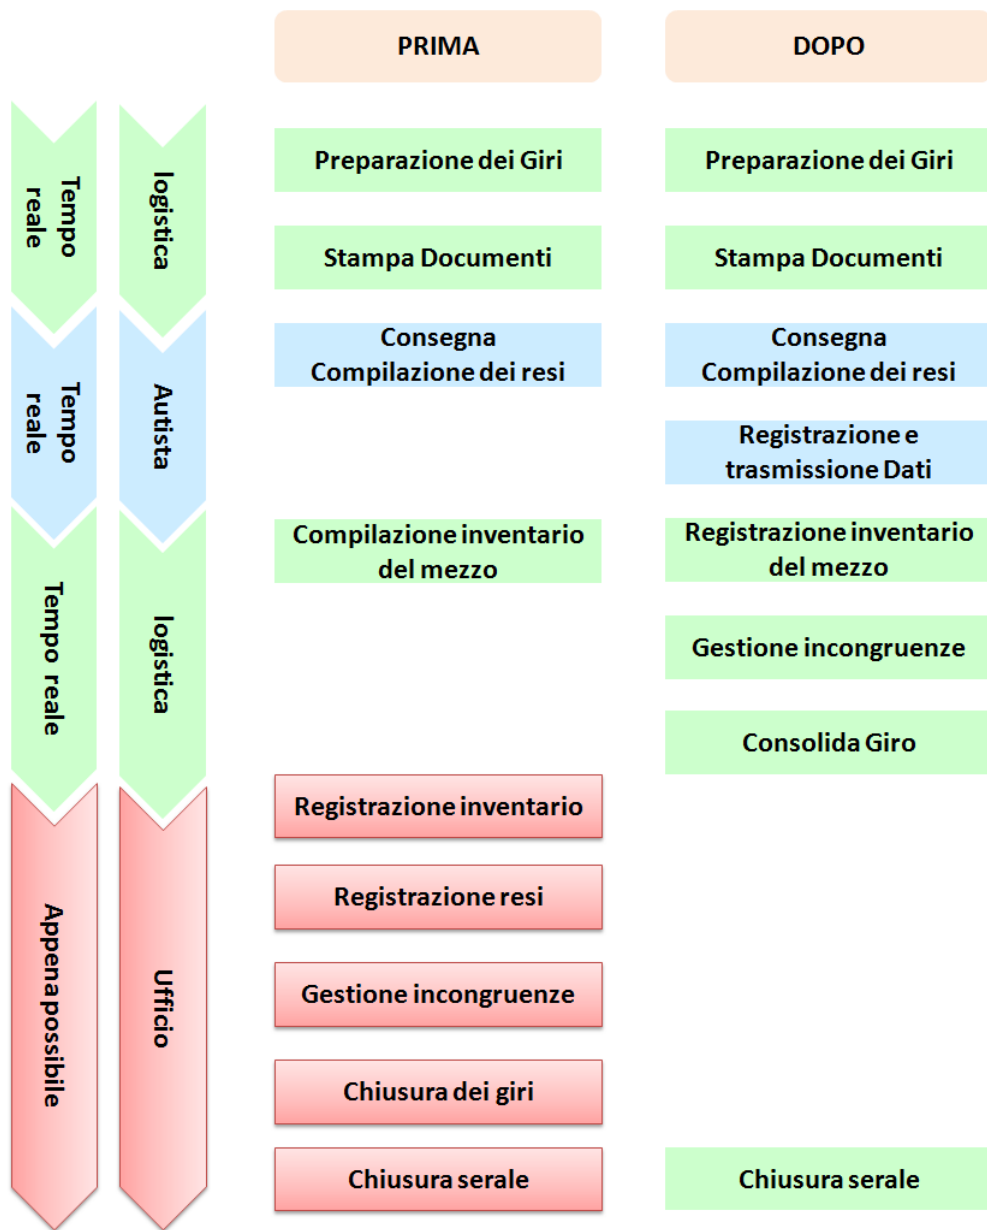 PRIMA
DOPO
Tempo
reale
logistica
Preparazione dei Giri
Preparazione dei Giri
Stampa Documenti
Stampa Documenti
Tempo
reale
Autista
Consegna
Compilazione dei resi
Consegna
Compilazione dei resi
Registrazione e
trasmissione Dati
Tempo reale
logistica
Compilazione inventario
del mezzo
Registrazione inventario
del mezzo
Gestione incongruenze
Consolida Giro
Appena possibile
Ufficio
Registrazione inventario
Registrazione resi
Gestione incongruenze
Chiusura dei giri
Chiusura serale
Chiusura serale